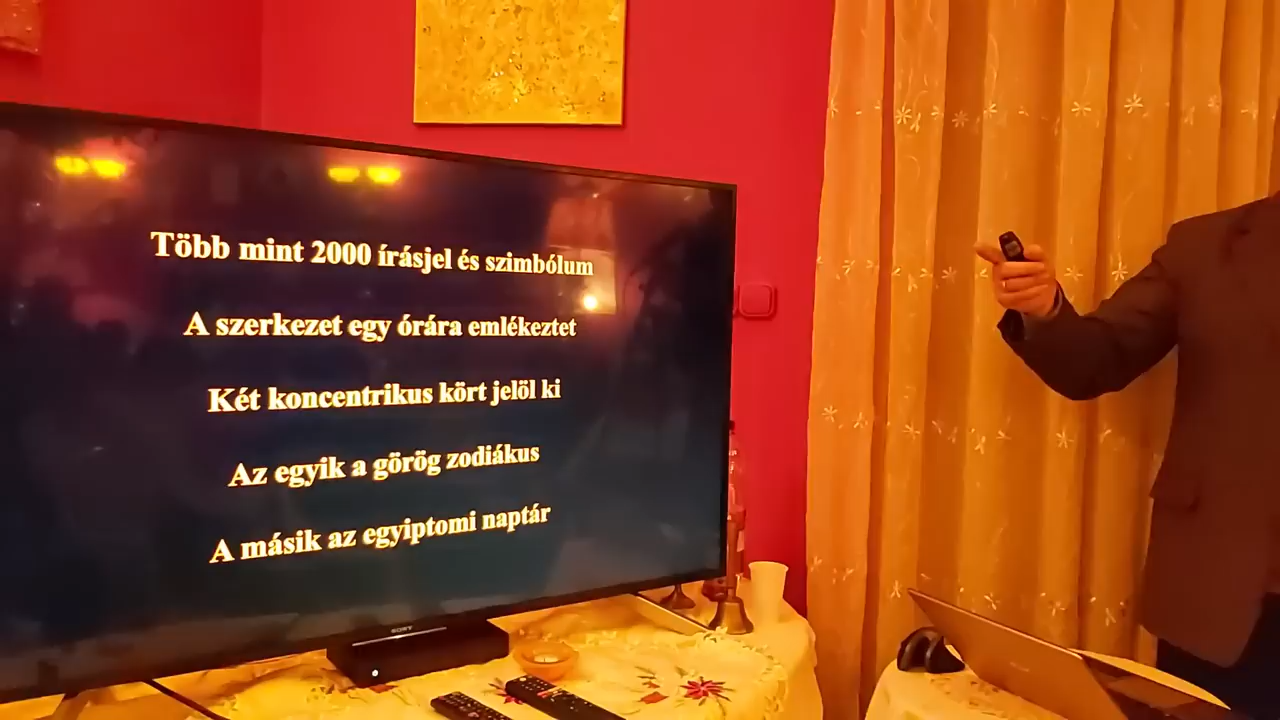 Több mint 2000 írásjel és szimbólum
A szerkezet egy órára emlékeztet
Két koncentrikus kört jelöl ki
Az egyik a görög zodiákus
A másik az egyiptomi naptár
SONY